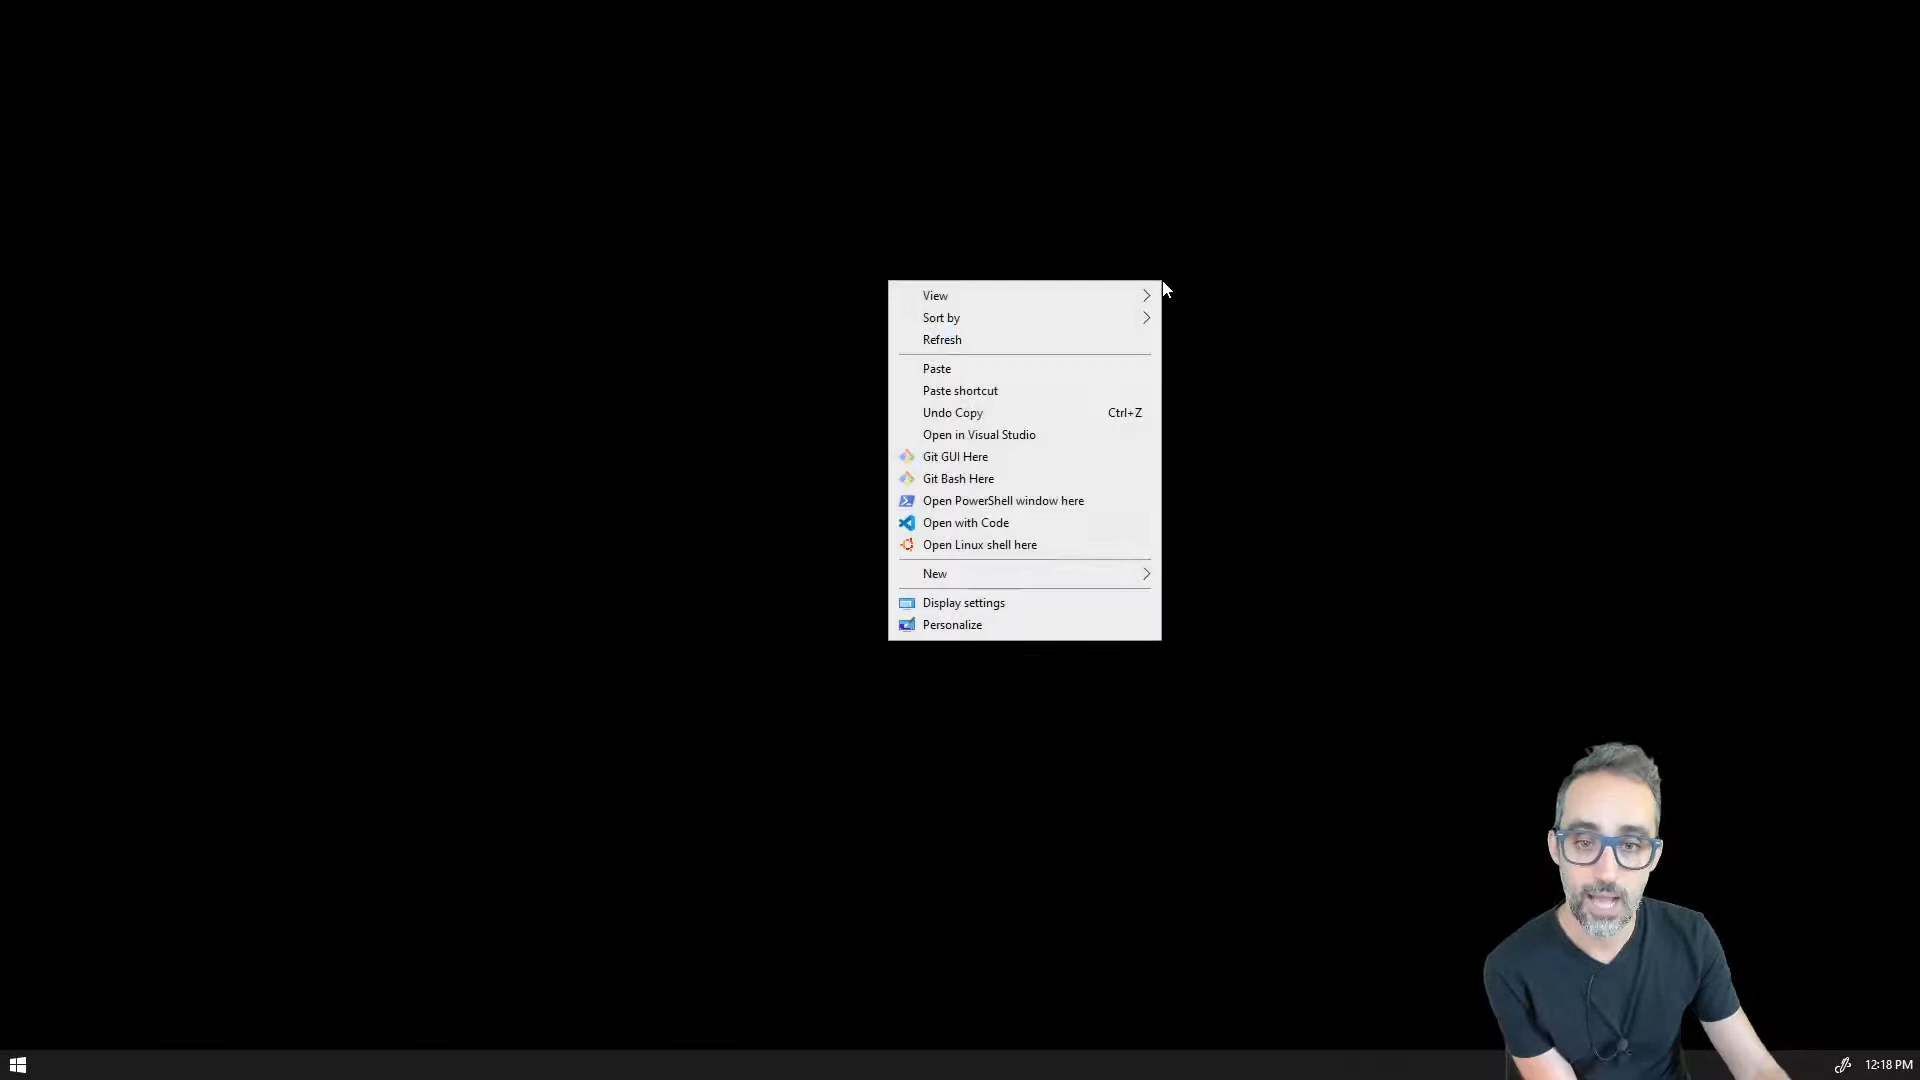 View
Sort by
Refresh
Paste
Paste shortcut
Undo Copy Ctrl+Z
Open in Visual Studio
Git GUI Here
Git Bash Here
Open PowerShell window here
Open with Code
Open Linux shell here
New
Display settings
Personalize
12:18 PM